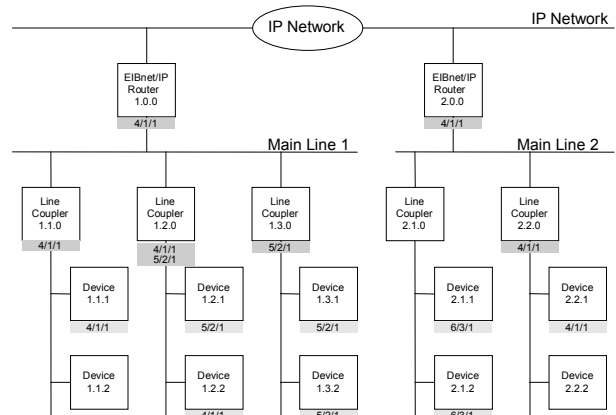 IP Network
IP Network
EIBnet/IP
Router
1.0.0
4/1/1
EIBnet/IP
Router
2.0.0
4/1/1
Main Line 1
Main Line 2
Line
Coupler
1.1.0
4/1/1
Line
Coupler
1.2.0
4/1/1
5/2/1
Line
Coupler
1.3.0
5/2/1
Line
Coupler
2.1.0
Line
Coupler
2.2.0
4/1/1
Device
1.1.1
4/1/1
Device
1.2.1
5/2/1
Device
1.3.1
5/2/1
Device
2.1.1
6/3/1
Device
2.2.1
4/1/1
Device
1.1.2
Device
1.2.2
4/1/1
Device
1.3.2
5/2/1
Device
2.1.2
6/3/1
Device
2.2.2